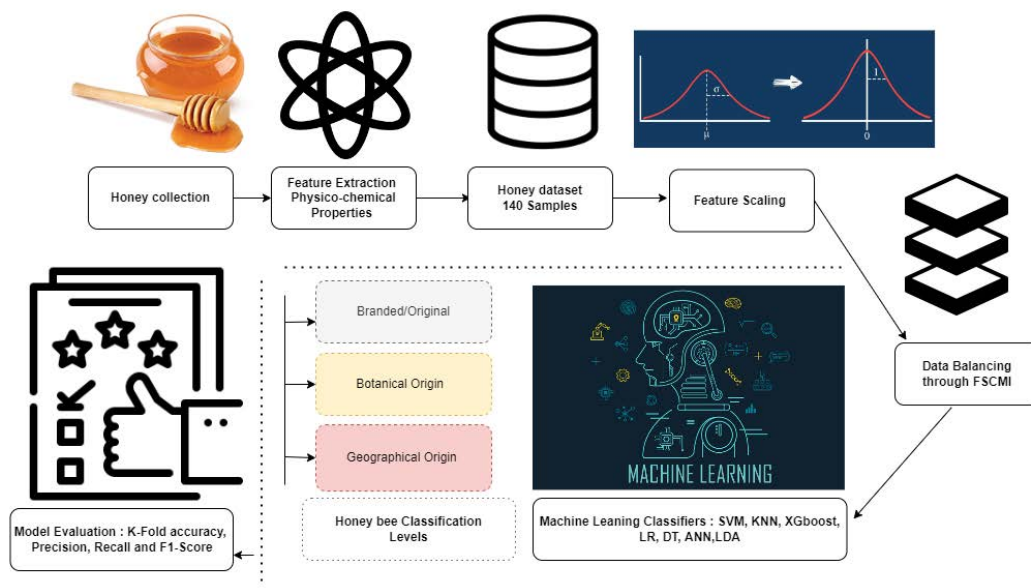 σ
μ
1
0
Honey collection
Feature Extraction
Physico-chemical
Properties
Honey dataset
140 Samples
Feature Scaling
Data Balancing
through FSCMI
Branded/Original
Botanical Origin
Geographical Origin
Honey bee Classification
Levels
MACHINE LEARNING
Machine Leaning Classifiers : SVM, KNN, XGboost,
LR, DT, ANN,LDA
Model Evaluation : K-Fold accuracy,
Precision, Recall and F1-Score